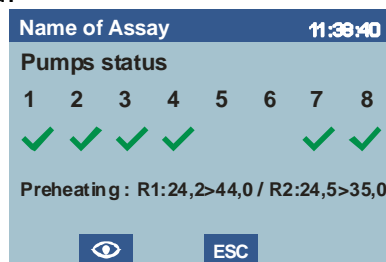 Name of Assay 11:38:40
Pumps status
1 2 3 4 5 6 7 8
Preheating: R1:24,2>44,0 / R2:24,5>35,0
ESC